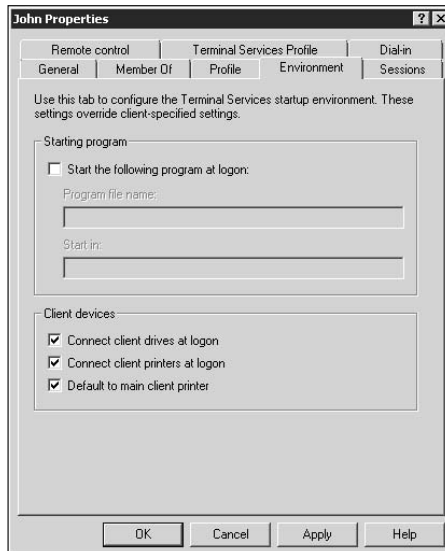 John Properties
Remote control Terminal Services Profile Dial-in
General Member Of Profile Environment Sessions
Use this tab to configure the Terminal Services startup environment. These
settings override client-specified settings.
Starting program
Start the following program at logon:
Program file name:
Start in:
Client devices
Connect client drives at logon
Connect client printers at logon
Default to main client printer
OK Cancel Apply Help